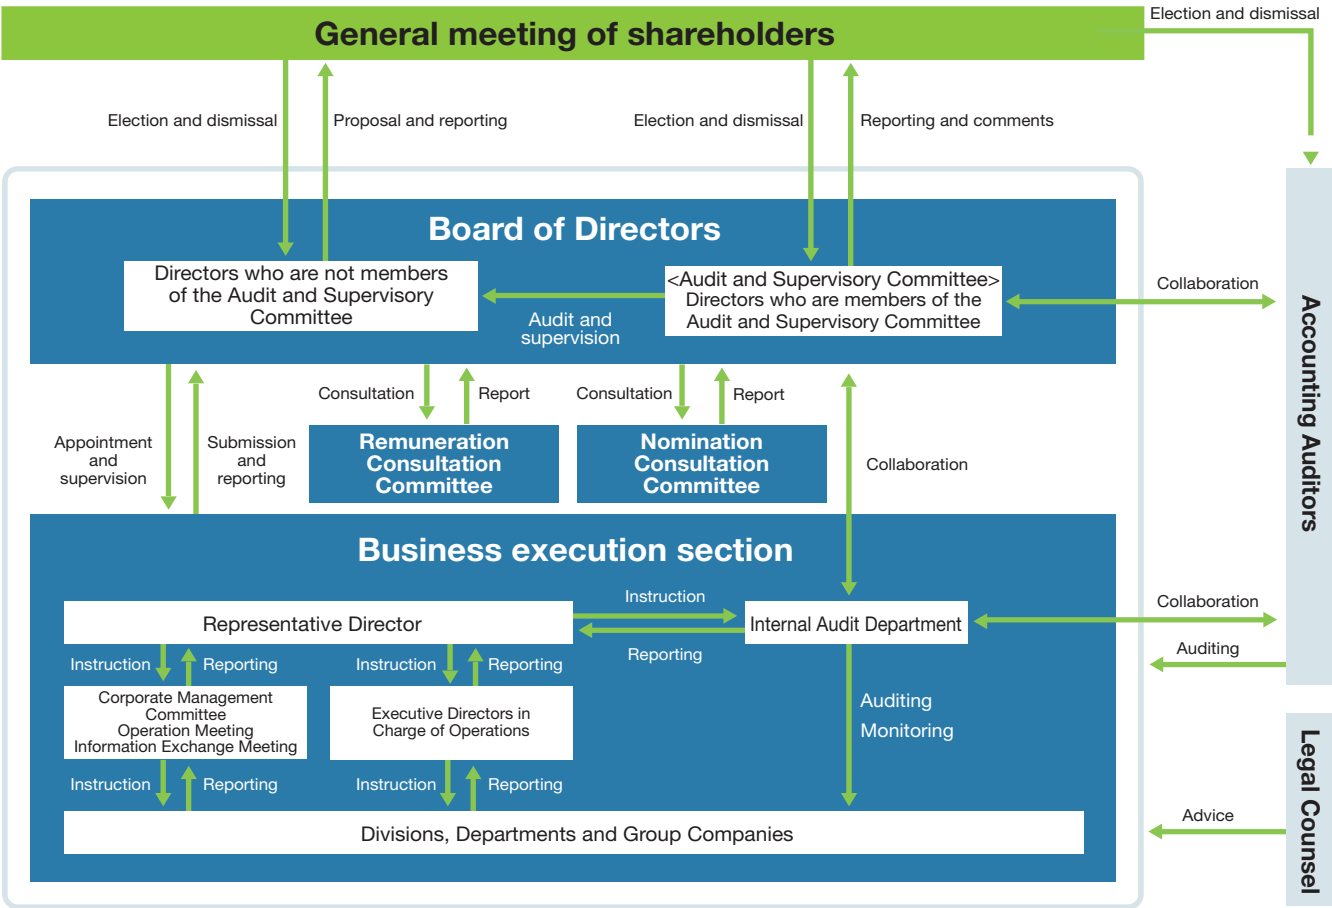 Election and dismissal
General meeting of shareholders
Election and dismissal
Proposal and reporting
Election and dismissal
Reporting and comments
Board of Directors
Directors who are not members
of the Audit and Supervisory
Committee
Audit and
supervision
<Audit and Supervisory Committee>
Directors who are members of the
Audit and Supervisory Committee
Collaboration
Accounting Auditors
Appointment
and
supervision
Submission
and
reporting
Consultation
Report
Consultation
Report
Remuneration
Consultation
Committee
Nomination
Consultation
Committee
Collaboration
Business execution section
Representative Director
Instruction
Reporting
Internal Audit Department
Collaboration
Auditing
Instruction
Reporting
Instruction
Reporting
Corporate Management
Committee
Operation Meeting
Information Exchange Meeting
Executive Directors in
Charge of Operations
Auditing
Monitoring
Instruction
Reporting
Instruction
Reporting
Divisions, Departments and Group Companies
Advice
Legal Counsel